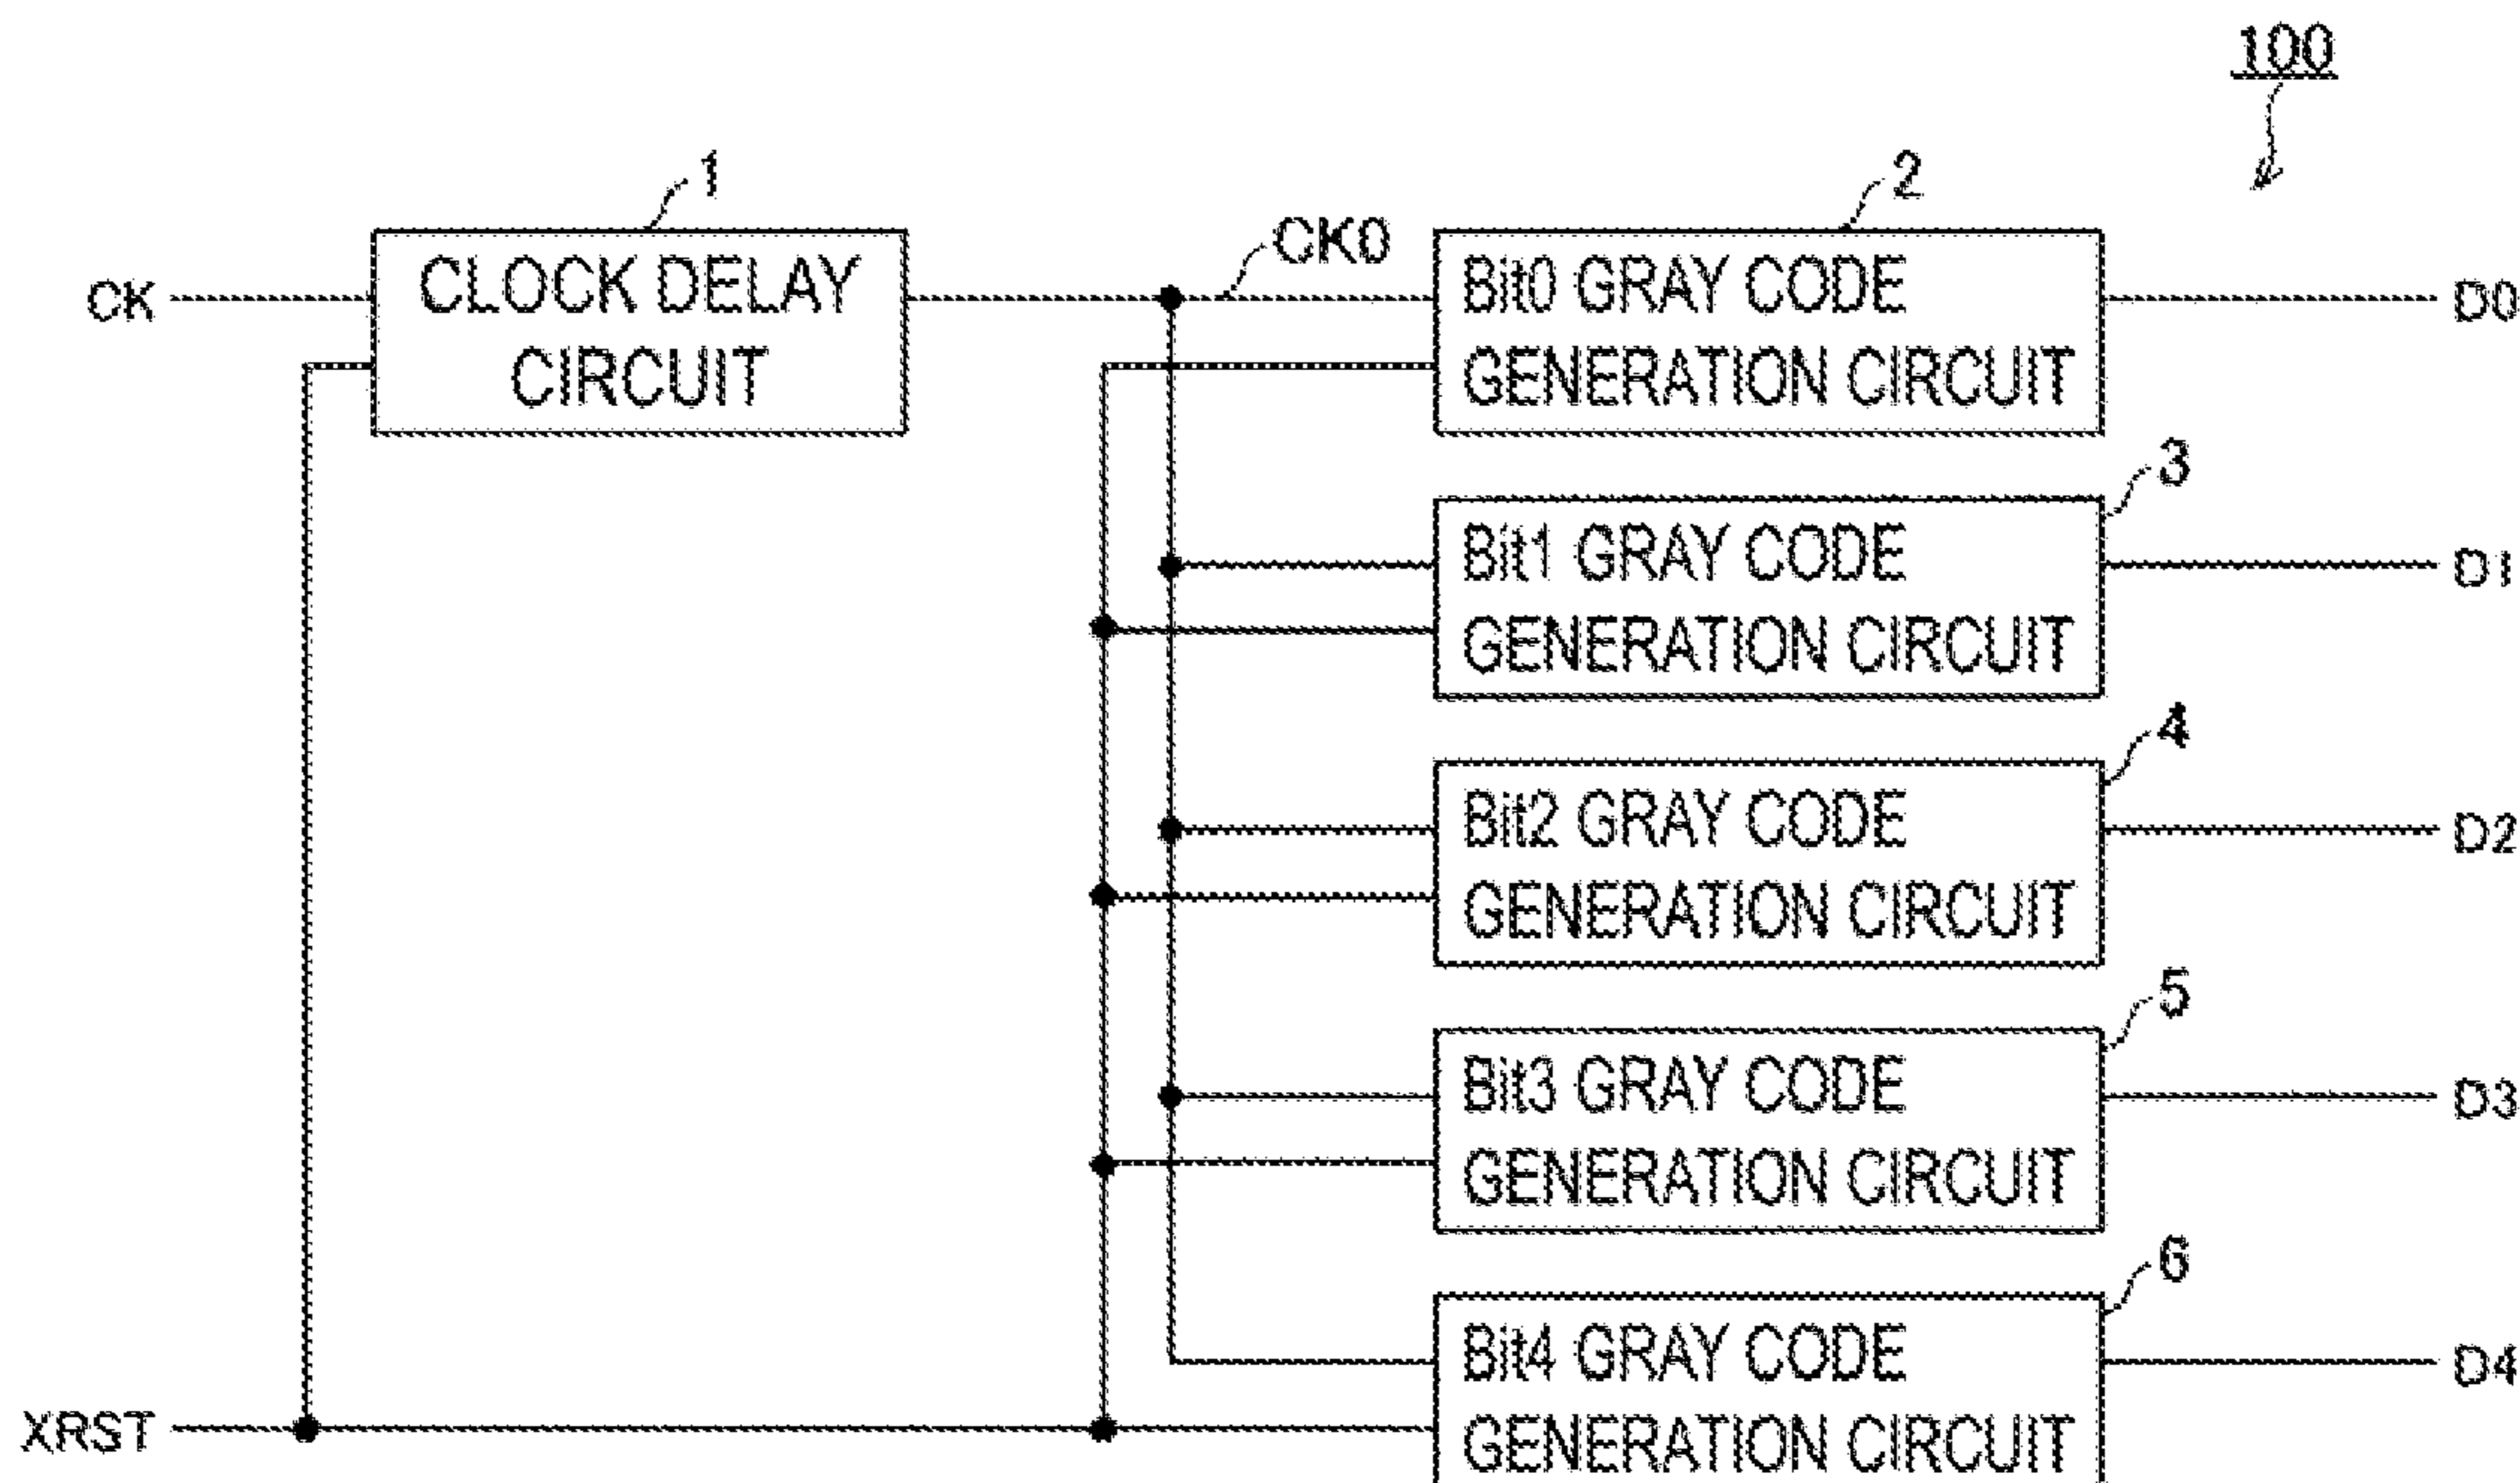 100
1
2
CK
CLOCK DELAY
CIRCUIT
CK0
Bit0 GRAY CODE
GENERATION CIRCUIT
D0
3
Bit1 GRAY CODE
GENERATION CIRCUIT
D1
4
Bit2 GRAY CODE
GENERATION CIRCUIT
D2
5
Bit3 GRAY CODE
GENERATION CIRCUIT
D3
6
Bit4 GRAY CODE
GENERATION CIRCUIT
D4
XRST